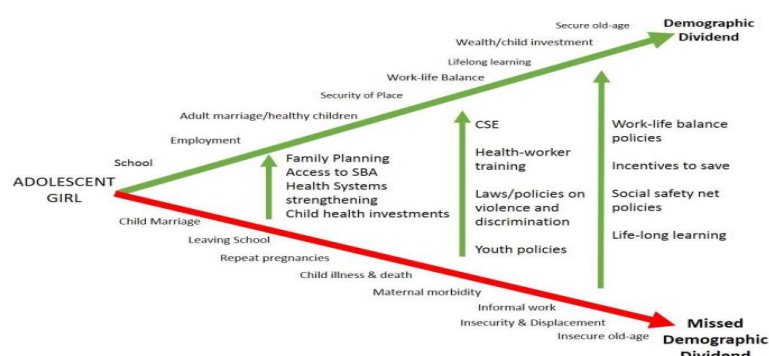 Secure old-age
Demographic
Dividend
Wealth/child investment
Lifelong learning
Work-life Balance
Security of Place
Adult marriage/healthy children
Employment
School
ADOLESCENT
GIRL
Family Planning
Access to SBA
Health Systems
strengthening
Child health investments
CSE
Health-worker
training
Laws/policies on
violence and
discrimination
Youth policies
Work-life balance
policies
Incentives to save
Social safety net
policies
Life-long learning
Child Marriage
Leaving School
Repeat pregnancies
Child illness & death
Maternal morbidity
Informal work
Insecurity & Displacement
Insecure old-age
Missed
Demographic
Dividend